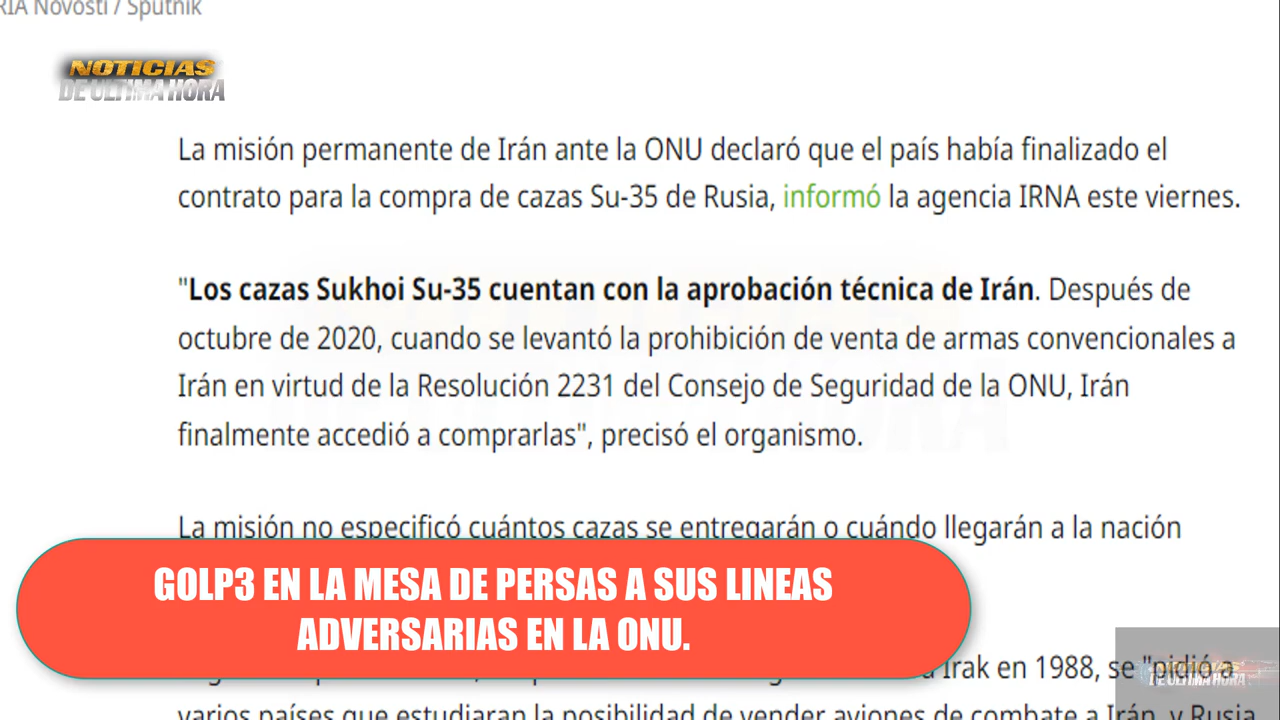 RIA Novosti / Sputnik
NOTICIAS
DE ULTIMA HORA
La misión permanente de Irán ante la ONU declaró que el país había finalizado el
contrato para la compra de cazas Su-35 de Rusia, informó la agencia IRNA este viernes.
"Los cazas Sukhoi Su-35 cuentan con la aprobación técnica de Irán. Después de
octubre de 2020, cuando se levantó la prohibición de venta de armas convencionales a
Irán en virtud de la Resolución 2231 del Consejo de Seguridad de la ONU, Irán
finalmente accedió a comprarlas", precisó el organismo.
La misión no especificó cuántos cazas se entregarán o cuándo llegarán a la nación
GOLP3 EN LA MESA DE PERSAS A SUS LINEAS
ADVERSARIAS EN LA ONU.
Irak en 1988, se "pidió a
varios países que estudiaran la posibilidad de vender aviones de combate a Irán, y Rusia
NOTICIAS
DE ULTIMA HORA